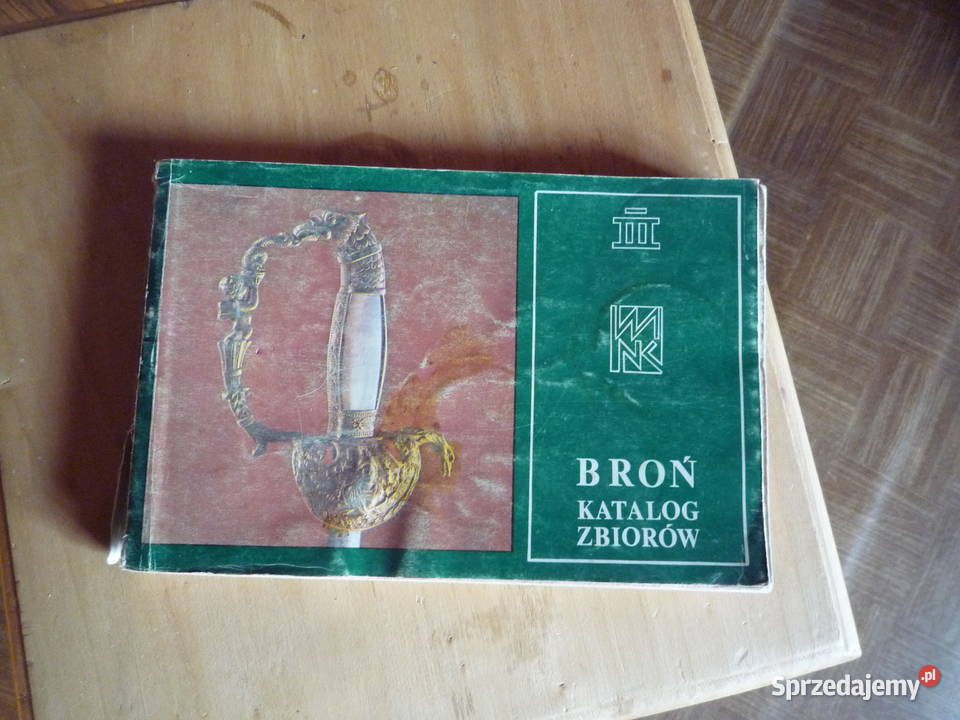 BROŃ
KATALOG
ZBIORÓW
Sprzedajemy.pl